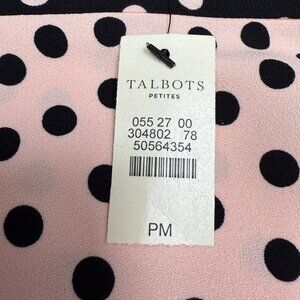 TALBOTS
PETITES
055 27 00
304802 78
50564354
PM